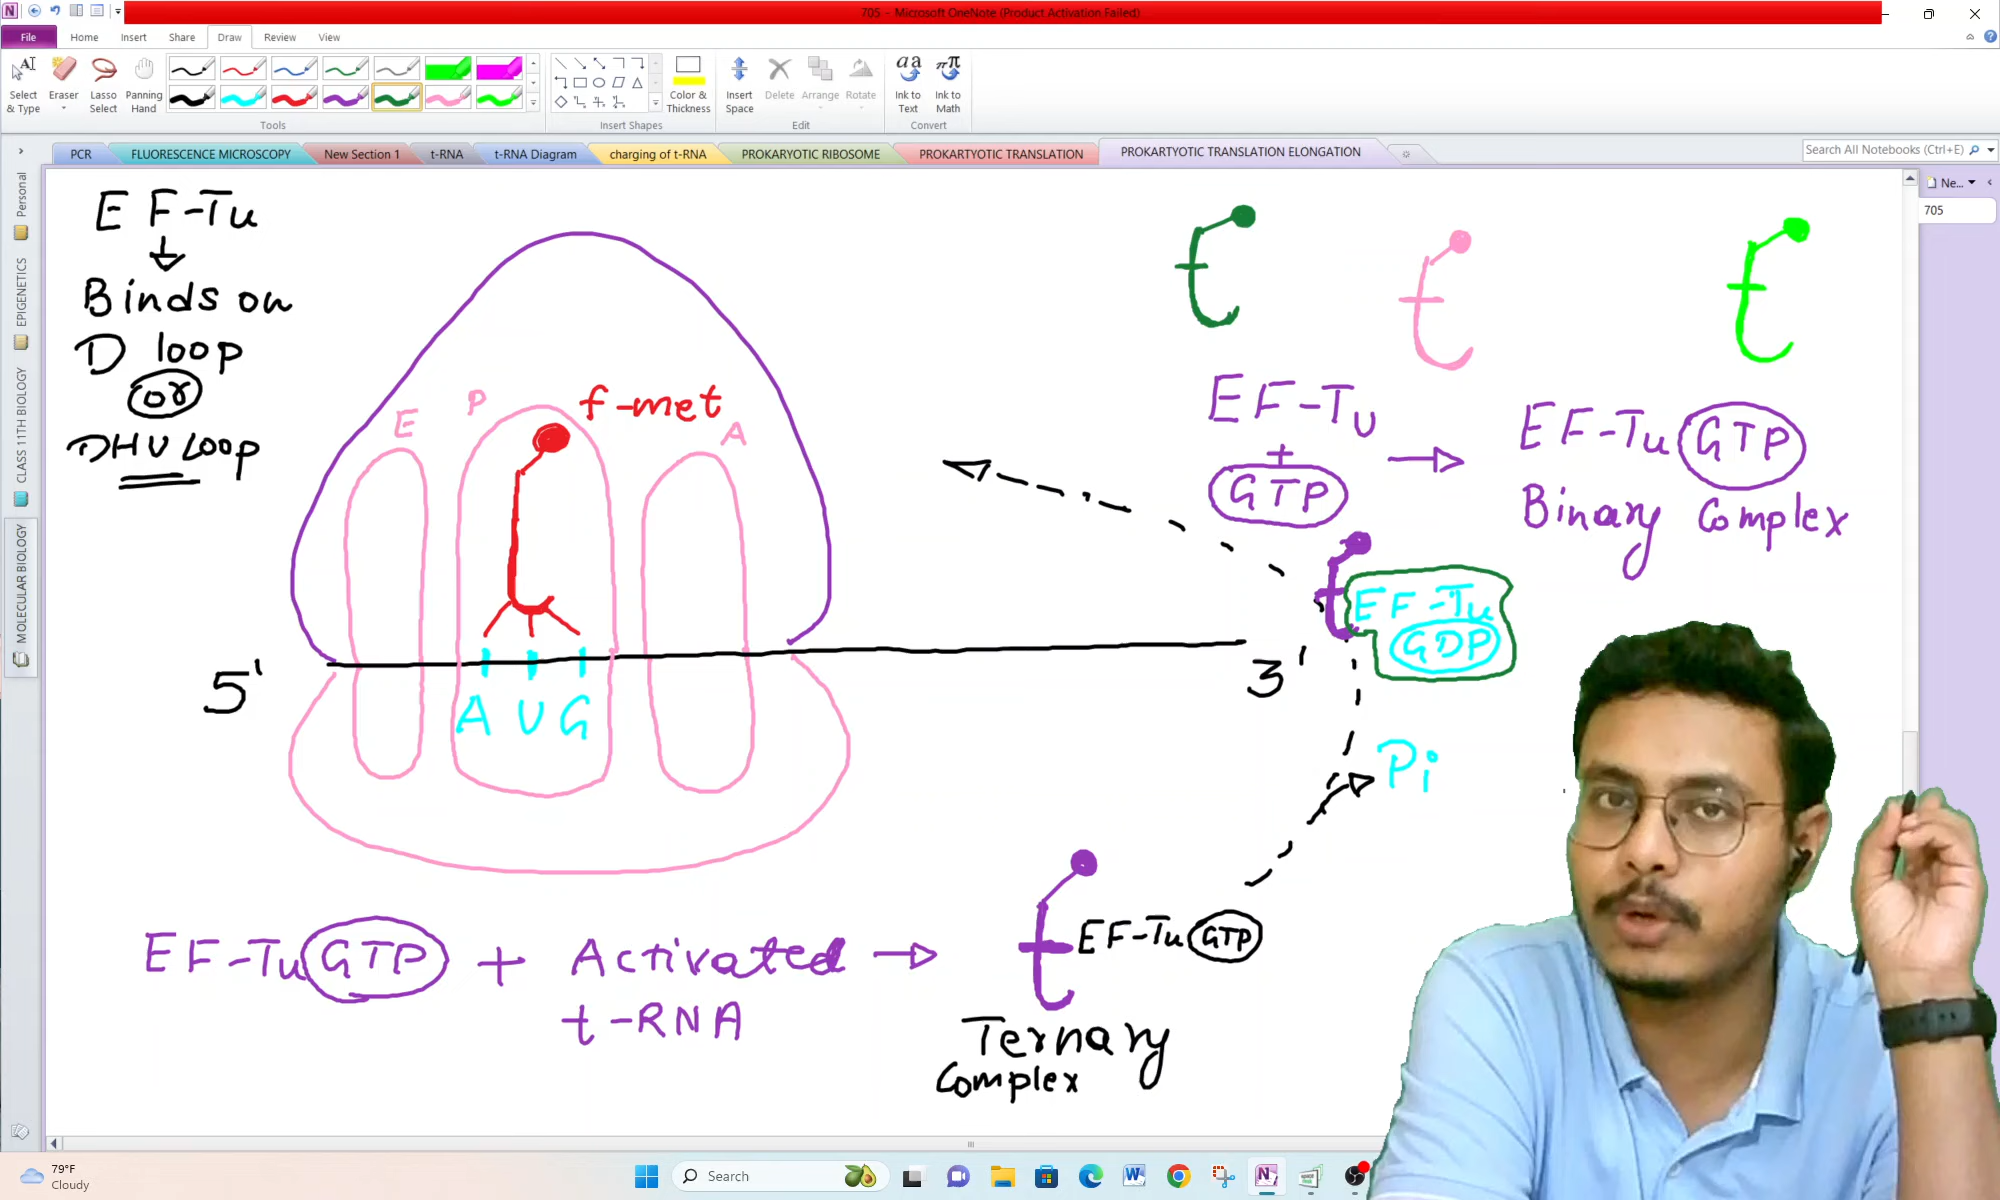 705 - Microsoft OneNote (Product Activation Failed)
File Home Insert Share Draw Review View
Select & Type
Eraser
Lasso Select
Panning Hand
Color & Thickness
Insert Space
Delete
Arrange
Rotate
Ink to Text
Ink to Math
Tools
Insert Shapes
Edit
Convert
PCR
FLUORESCENCE MICROSCOPY
New Section 1
t-RNA
t-RNA Diagram
charging of t-RNA
PROKARYOTIC RIBOSOME
PROKARTYOTIC TRANSLATION
PROKARTYOTIC TRANSLATION ELONGATION
Search All Notebooks (Ctrl+E)
Ne...
705
Personal
EPIGENETICS
CLASS 11TH BIOLOGY
MOLECULAR BIOLOGY
EF-Tu
Binds on
D loop
or
DHU Loop
E
P
f-met
A
5'
A U G
3'
EF-Tu
+
GTP
EF-Tu GTP
Binary Complex
EF-Tu
GDP
Pi
EF-Tu GTP + Activated
t-RNA
EF-Tu GTP
Ternary
Complex
79°F
Cloudy
Search